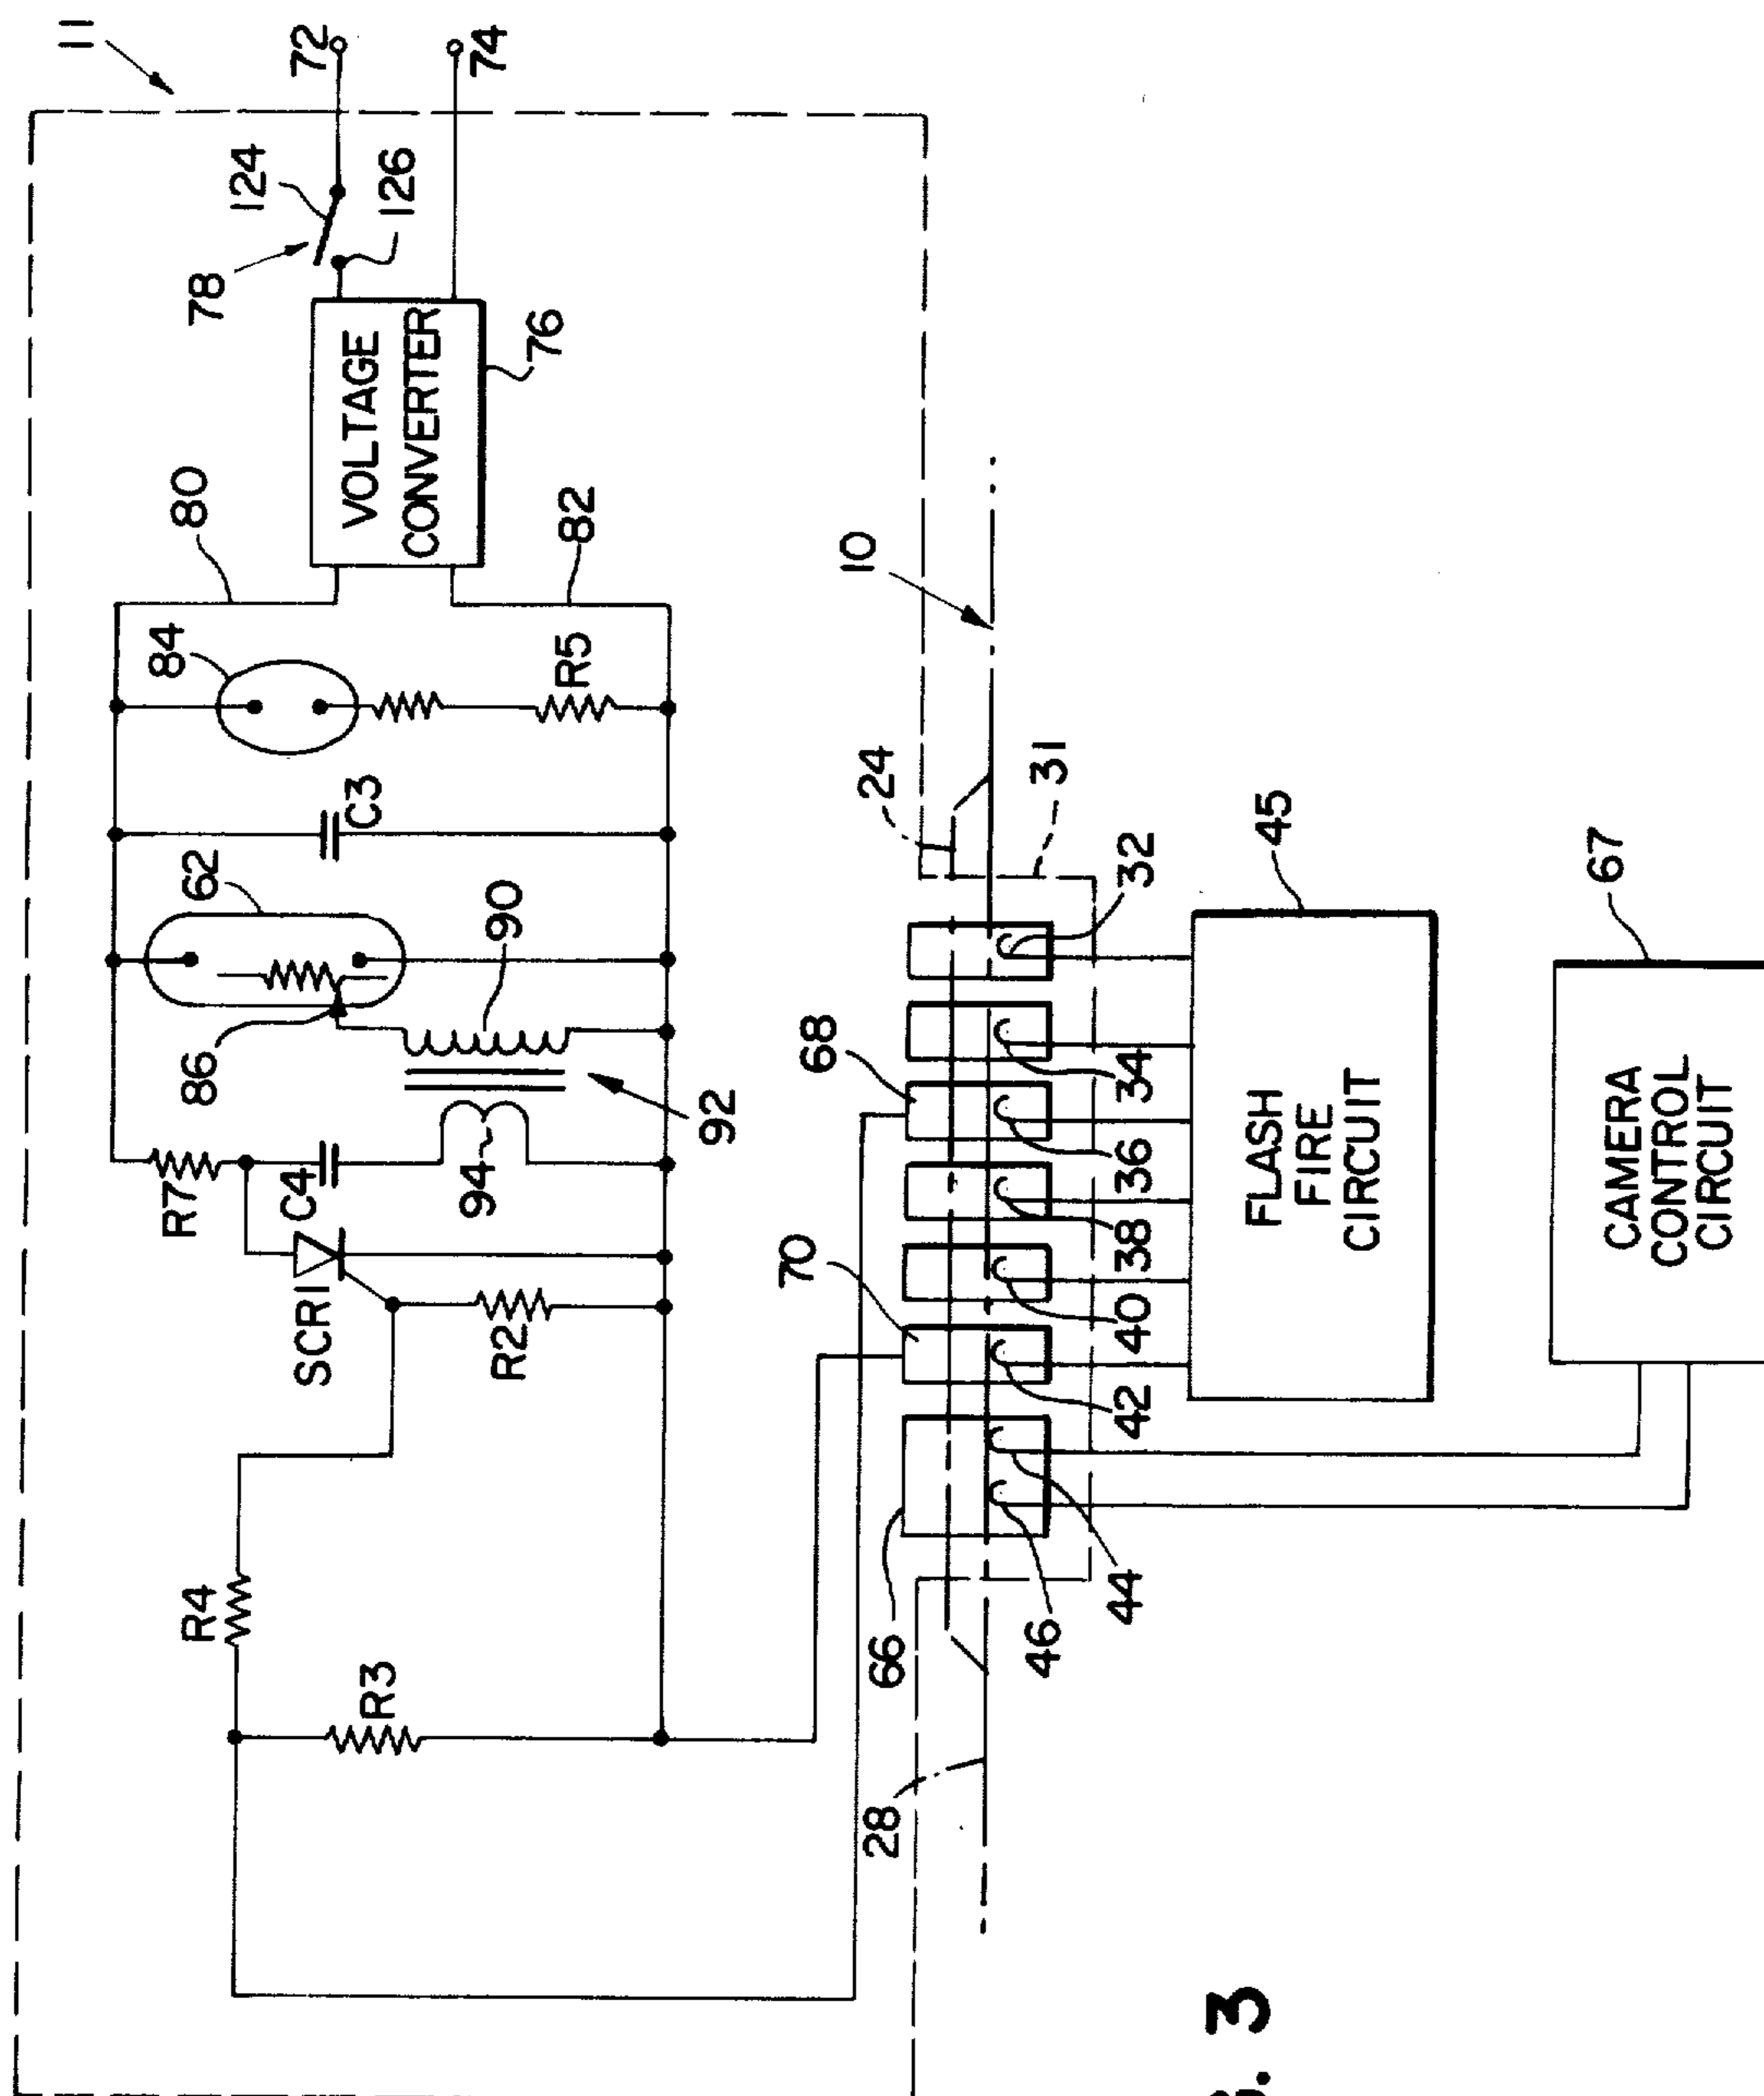 11
72
74
124
126
78
VOLTAGE
CONVERTER
76
80
82
84
R5
C3
62
90
86
92
94
R7
C4
SCR1
R2
R4
R3
10
24
31
32
34
36
38
40
42
44
46
68
70
66
28
45
FLASH
FIRE
CIRCUIT
67
CAMERA
CONTROL
CIRCUIT
3